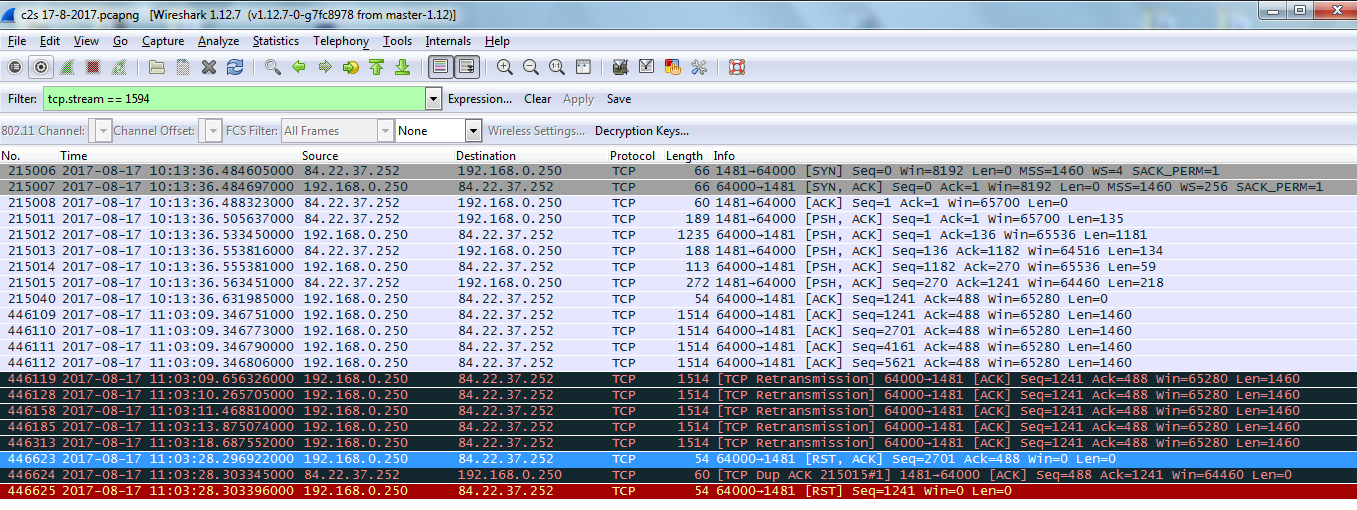 c2s 17-8-2017.pcapng [Wireshark 1.12.7 (v1.12.7-0-g7fc8978 from master-1.12)]
File Edit View Go Capture Analyze Statistics Telephony Tools Internals Help
Filter: tcp.stream == 1594 Expression... Clear Apply Save
802.11 Channel: Channel Offset: FCS Filter: All Frames None Wireless Settings... Decryption Keys...
No. Time Source Destination Protocol Length Info
215006 2017-08-17 10:13:36.484605000 84.22.37.252 192.168.0.250 TCP 66 1481→64000 [SYN] Seq=0 Win=8192 Len=0 MSS=1460 WS=4 SACK_PERM=1
215007 2017-08-17 10:13:36.484697000 192.168.0.250 84.22.37.252 TCP 66 64000→1481 [SYN, ACK] Seq=0 Ack=1 Win=8192 Len=0 MSS=1460 WS=256 SACK_PERM=1
215008 2017-08-17 10:13:36.488323000 84.22.37.252 192.168.0.250 TCP 60 1481→64000 [ACK] Seq=1 Ack=1 Win=65700 Len=0
215011 2017-08-17 10:13:36.505637000 84.22.37.252 192.168.0.250 TCP 189 1481→64000 [PSH, ACK] Seq=1 Ack=1 Win=65700 Len=135
215012 2017-08-17 10:13:36.533450000 192.168.0.250 84.22.37.252 TCP 1235 64000→1481 [PSH, ACK] Seq=1 Ack=136 Win=65536 Len=1181
215013 2017-08-17 10:13:36.553816000 84.22.37.252 192.168.0.250 TCP 188 1481→64000 [PSH, ACK] Seq=136 Ack=1182 Win=64516 Len=134
215014 2017-08-17 10:13:36.555381000 192.168.0.250 84.22.37.252 TCP 113 64000→1481 [PSH, ACK] Seq=1182 Ack=270 Win=65536 Len=59
215015 2017-08-17 10:13:36.563451000 84.22.37.252 192.168.0.250 TCP 272 1481→64000 [PSH, ACK] Seq=270 Ack=1241 Win=64460 Len=218
215040 2017-08-17 10:13:36.631985000 192.168.0.250 84.22.37.252 TCP 54 64000→1481 [ACK] Seq=1241 Ack=488 Win=65280 Len=0
446109 2017-08-17 11:03:09.346751000 192.168.0.250 84.22.37.252 TCP 1514 64000→1481 [ACK] Seq=1241 Ack=488 Win=65280 Len=1460
446110 2017-08-17 11:03:09.346773000 192.168.0.250 84.22.37.252 TCP 1514 64000→1481 [ACK] Seq=2701 Ack=488 Win=65280 Len=1460
446111 2017-08-17 11:03:09.346790000 192.168.0.250 84.22.37.252 TCP 1514 64000→1481 [ACK] Seq=4161 Ack=488 Win=65280 Len=1460
446112 2017-08-17 11:03:09.346806000 192.168.0.250 84.22.37.252 TCP 1514 64000→1481 [ACK] Seq=5621 Ack=488 Win=65280 Len=1460
446119 2017-08-17 11:03:09.656326000 192.168.0.250 84.22.37.252 TCP 1514 [TCP Retransmission] 64000→1481 [ACK] Seq=1241 Ack=488 Win=65280 Len=1460
446128 2017-08-17 11:03:10.265705000 192.168.0.250 84.22.37.252 TCP 1514 [TCP Retransmission] 64000→1481 [ACK] Seq=1241 Ack=488 Win=65280 Len=1460
446158 2017-08-17 11:03:11.468810000 192.168.0.250 84.22.37.252 TCP 1514 [TCP Retransmission] 64000→1481 [ACK] Seq=1241 Ack=488 Win=65280 Len=1460
446185 2017-08-17 11:03:13.875074000 192.168.0.250 84.22.37.252 TCP 1514 [TCP Retransmission] 64000→1481 [ACK] Seq=1241 Ack=488 Win=65280 Len=1460
446313 2017-08-17 11:03:18.687552000 192.168.0.250 84.22.37.252 TCP 1514 [TCP Retransmission] 64000→1481 [ACK] Seq=1241 Ack=488 Win=65280 Len=1460
446623 2017-08-17 11:03:28.296922000 192.168.0.250 84.22.37.252 TCP 54 64000→1481 [RST, ACK] Seq=2701 Ack=488 Win=0 Len=0
446624 2017-08-17 11:03:28.303345000 84.22.37.252 192.168.0.250 TCP 60 [TCP Dup ACK 215015#1] 1481→64000 [ACK] Seq=488 Ack=1241 Win=64460 Len=0
446625 2017-08-17 11:03:28.303396000 192.168.0.250 84.22.37.252 TCP 54 64000→1481 [RST] Seq=1241 Win=0 Len=0